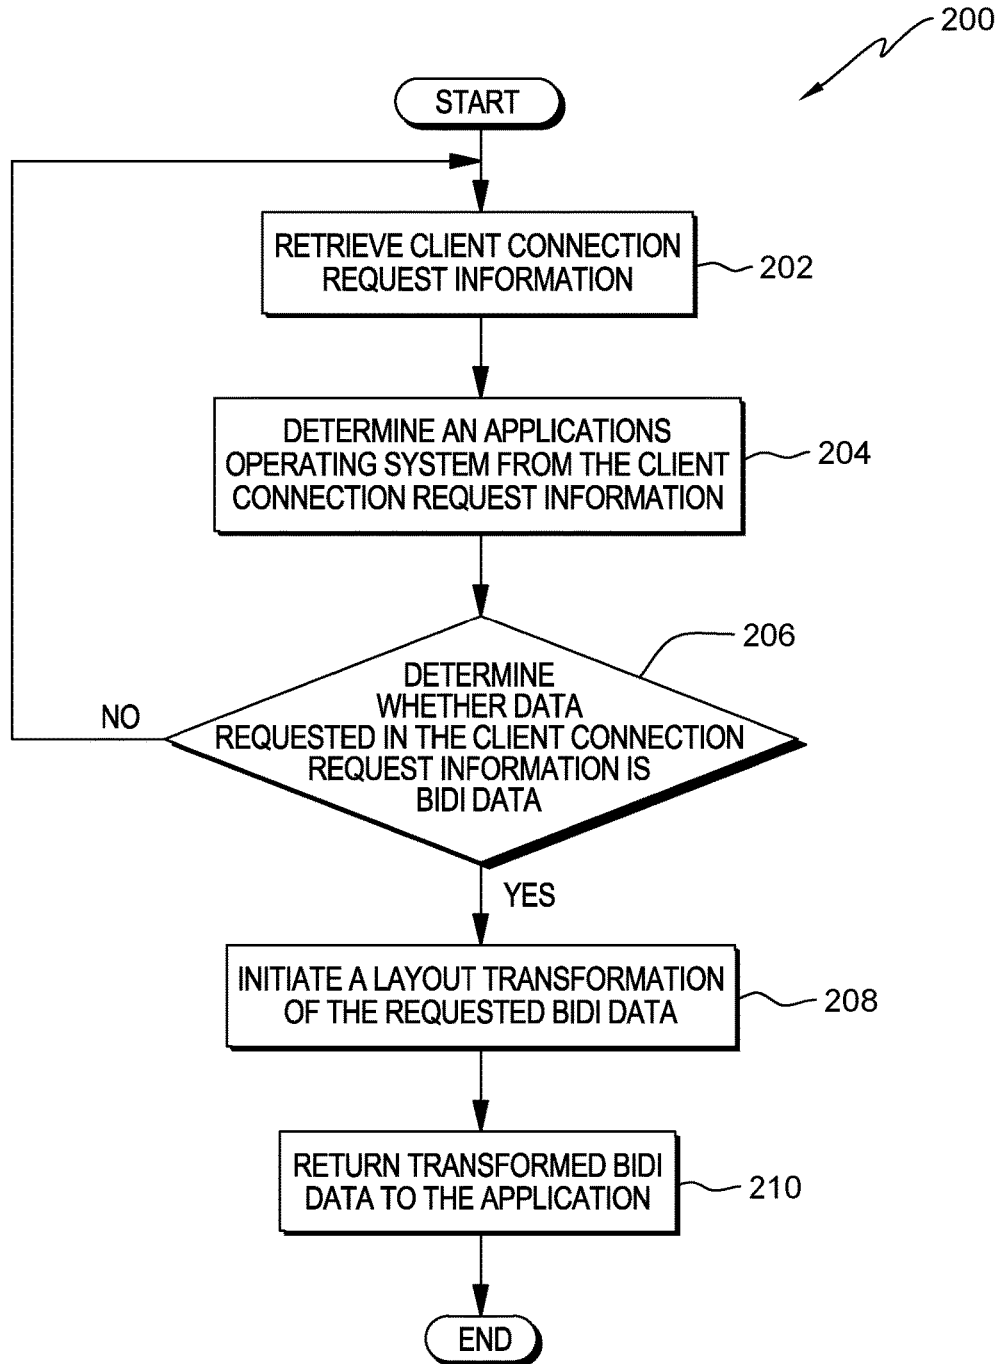 200
START
RETRIEVE CLIENT CONNECTION
REQUEST INFORMATION
202
DETERMINE AN APPLICATIONS
OPERATING SYSTEM FROM THE CLIENT
CONNECTION REQUEST INFORMATION
204
206
DETERMINE
WHETHER DATA
REQUESTED IN THE CLIENT CONNECTION
REQUEST INFORMATION IS
BIDI DATA
NO
YES
INITIATE A LAYOUT TRANSFORMATION
OF THE REQUESTED BIDI DATA
208
RETURN TRANSFORMED BIDI
DATA TO THE APPLICATION
210
END